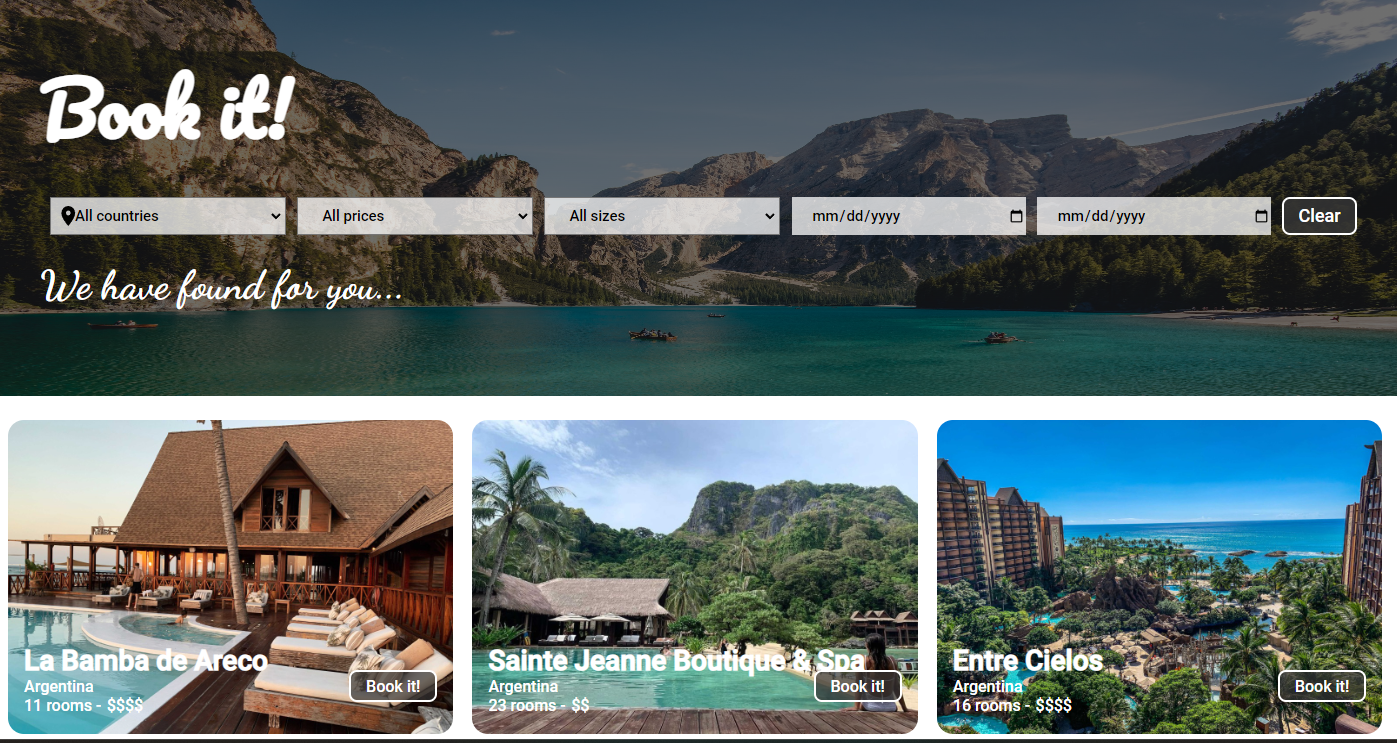 Book it!
All countries
All prices
All sizes
mm/dd/yyyy
mm/dd/yyyy
Clear
We have found for you...
La Bamba de Areco
Argentina
11 rooms - $$$$
Book it!
Sainte Jeanne Boutique & Spa
Argentina
23 rooms - $$
Book it!
Entre Cielos
Argentina
16 rooms - $$$$
Book it!